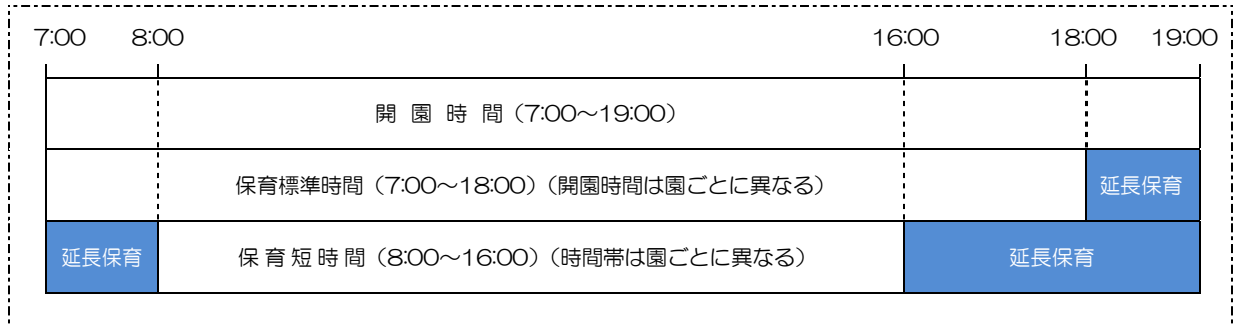 7:00 8:00 16:00 18:00 19:00
開 園 時 間（7:00～19:00）
保育標準時間（7:00～18:00）（開園時間は園ごとに異なる） 延長保育
延長保育 保 育 短 時 間（8:00～16:00）（時間帯は園ごとに異なる） 延長保育